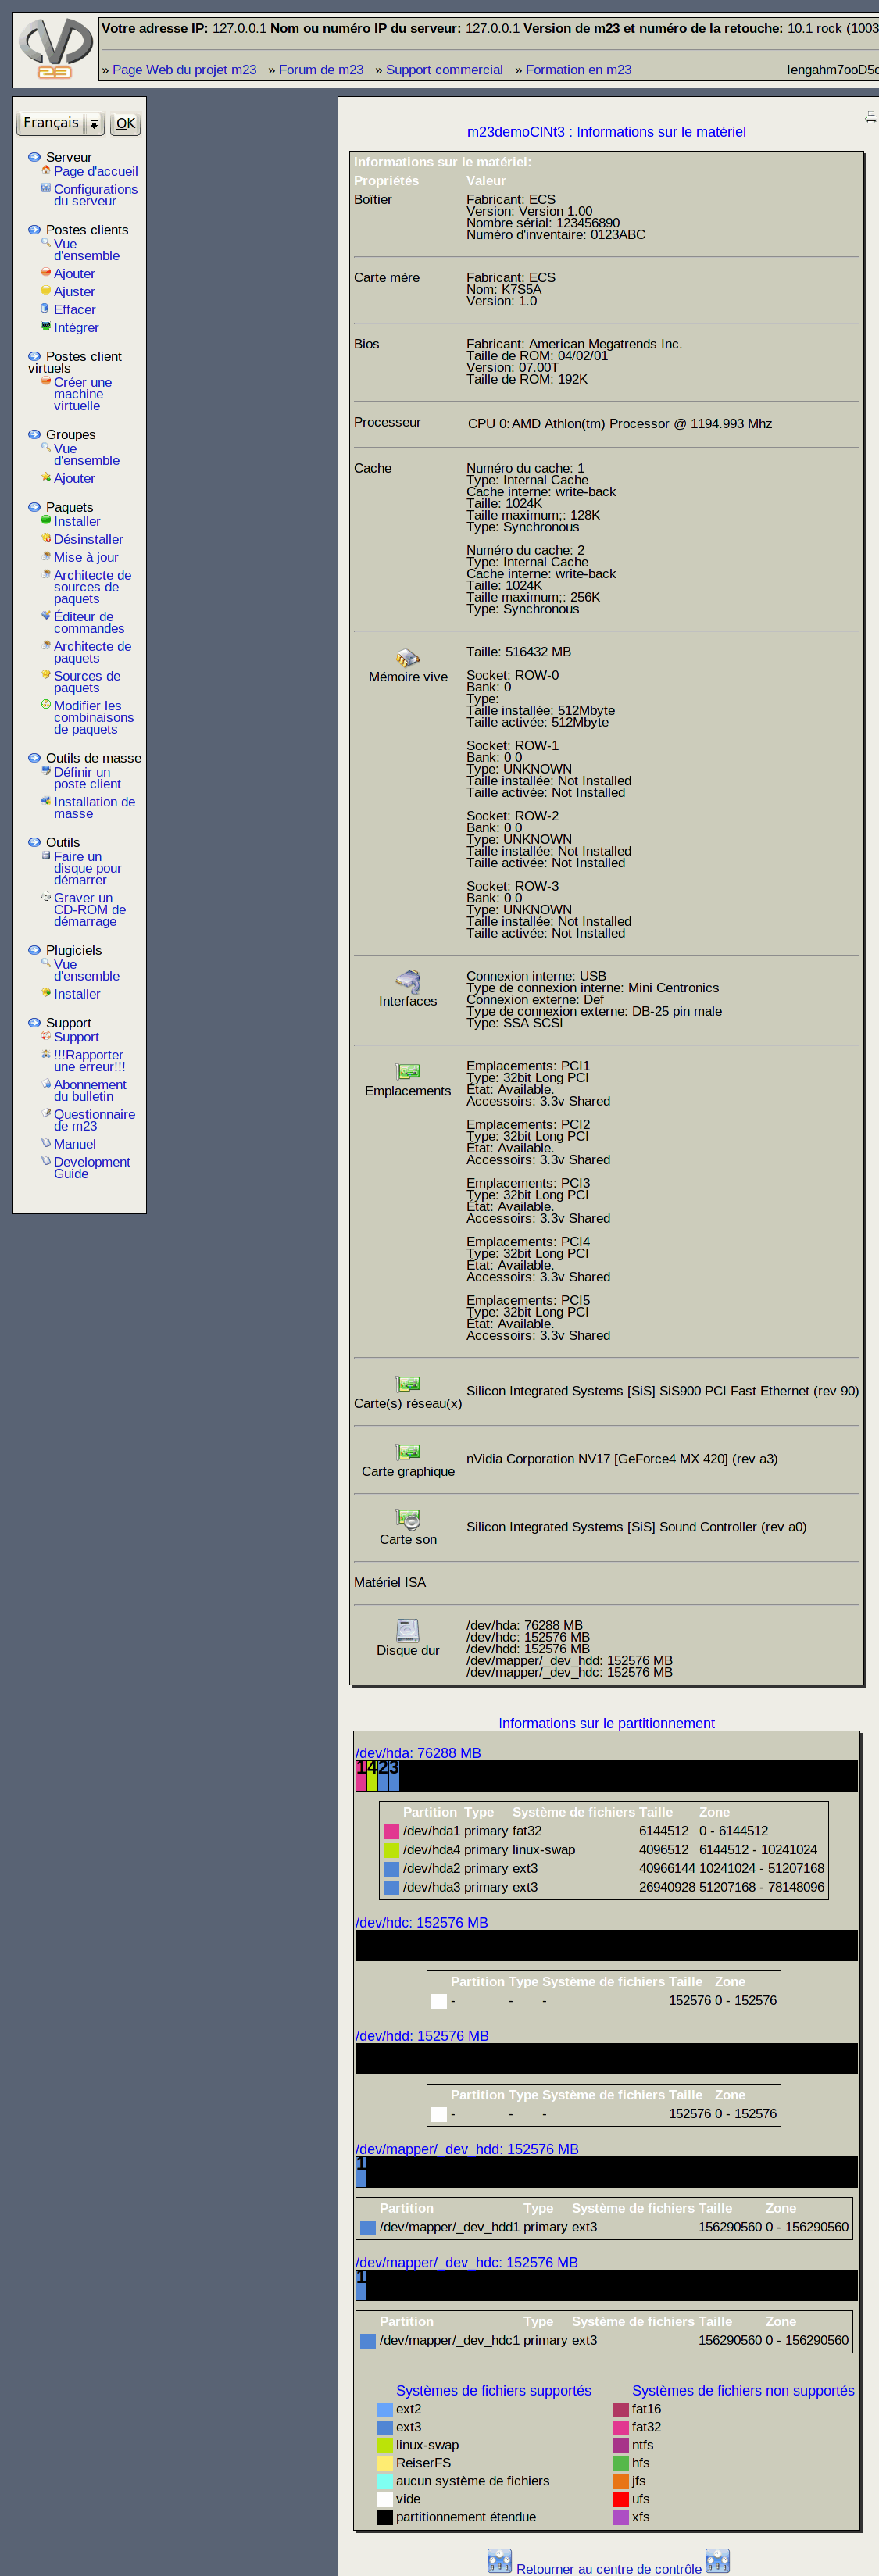 Votre adresse IP: 127.0.0.1 Nom ou numéro IP du serveur: 127.0.0.1 Version de m23 et numéro de la retouche: 10.1 rock (1003
» Page Web du projet m23 » Forum de m23 » Support commercial » Formation en m23
23
Français OK
Serveur
Page d'accueil
Configurations
du serveur
Postes clients
Vue
d'ensemble
Ajouter
Ajuster
Effacer
Intégrer
Postes client
virtuels
Créer une
machine
virtuelle
Groupes
Vue
d'ensemble
Ajouter
Paquets
Installer
Désinstaller
Mise à jour
Architecte de
sources de
paquets
Éditeur de
commandes
Architecte de
paquets
Sources de
paquets
Modifier les
combinaisons
de paquets
Outils de masse
Définir un
poste client
Installation de
masse
Outils
Faire un
disque pour
démarrer
Graver un
CD-ROM de
démarrage
Plugiciels
Vue
d'ensemble
Installer
Support
Support
!!!Rapporter
une erreur!!!
Abonnement
du bulletin
Questionnaire
de m23
Manuel
Development
Guide
m23demoClNt3 : Informations sur le matériel
Informations sur le matériel:
Propriétés Valeur
Boîtier Fabricant: ECS
Version: Version 1.00
Nombre sérial: 123456890
Numéro d'inventaire: 0123ABC
Carte mère Fabricant: ECS
Nom: K7S5A
Version: 1.0
Bios Fabricant: American Megatrends Inc.
Taille de ROM: 04/02/01
Version: 07.00T
Taille de ROM: 192K
Processeur CPU 0: AMD Athlon(tm) Processor @ 1194.993 Mhz
Cache Numéro du cache: 1
Type: Internal Cache
Cache interne: write-back
Taille: 1024K
Taille maximum;: 128K
Type: Synchronous
Numéro du cache: 2
Type: Internal Cache
Cache interne: write-back
Taille: 1024K
Taille maximum;: 256K
Type: Synchronous
Mémoire vive Taille: 516432 MB
Socket: ROW-0
Bank: 0
Type:
Taille installée: 512Mbyte
Taille activée: 512Mbyte
Socket: ROW-1
Bank: 0 0
Type: UNKNOWN
Taille installée: Not Installed
Taille activée: Not Installed
Socket: ROW-2
Bank: 0 0
Type: UNKNOWN
Taille installée: Not Installed
Taille activée: Not Installed
Socket: ROW-3
Bank: 0 0
Type: UNKNOWN
Taille installée: Not Installed
Taille activée: Not Installed
Interfaces Connexion interne: USB
Type de connexion interne: Mini Centronics
Connexion externe: Def
Type de connexion externe: DB-25 pin male
Type: SSA SCSI
Emplacements Emplacements: PCI1
Type: 32bit Long PCI
État: Available.
Accessoirs: 3.3v Shared
Emplacements: PCI2
Type: 32bit Long PCI
État: Available.
Accessoirs: 3.3v Shared
Emplacements: PCI3
Type: 32bit Long PCI
État: Available.
Accessoirs: 3.3v Shared
Emplacements: PCI4
Type: 32bit Long PCI
État: Available.
Accessoirs: 3.3v Shared
Emplacements: PCI5
Type: 32bit Long PCI
État: Available.
Accessoirs: 3.3v Shared
Carte(s) réseau(x) Silicon Integrated Systems [SiS] SiS900 PCI Fast Ethernet (rev 90)
Carte graphique nVidia Corporation NV17 [GeForce4 MX 420] (rev a3)
Carte son Silicon Integrated Systems [SiS] Sound Controller (rev a0)
Matériel ISA
Disque dur /dev/hda: 76288 MB
/dev/hdc: 152576 MB
/dev/hdd: 152576 MB
/dev/mapper/_dev_hdd: 152576 MB
/dev/mapper/_dev_hdc: 152576 MB
Informations sur le partitionnement
/dev/hda: 76288 MB
1 4 2 3
Partition Type Système de fichiers Taille Zone
/dev/hda1 primary fat32 6144512 0 - 6144512
/dev/hda4 primary linux-swap 4096512 6144512 - 10241024
/dev/hda2 primary ext3 40966144 10241024 - 51207168
/dev/hda3 primary ext3 26940928 51207168 - 78148096
/dev/hdc: 152576 MB
Partition Type Système de fichiers Taille Zone
- - - 152576 0 - 152576
/dev/hdd: 152576 MB
Partition Type Système de fichiers Taille Zone
- - - 152576 0 - 152576
/dev/mapper/_dev_hdd: 152576 MB
1
Partition Type Système de fichiers Taille Zone
/dev/mapper/_dev_hdd1 primary ext3 156290560 0 - 156290560
/dev/mapper/_dev_hdc: 152576 MB
1
Partition Type Système de fichiers Taille Zone
/dev/mapper/_dev_hdc1 primary ext3 156290560 0 - 156290560
Systèmes de fichiers supportés Systèmes de fichiers non supportés
ext2 fat16
ext3 fat32
linux-swap ntfs
ReiserFS hfs
aucun système de fichiers jfs
vide ufs
partitionnement étendue xfs
Retourner au centre de contrôle